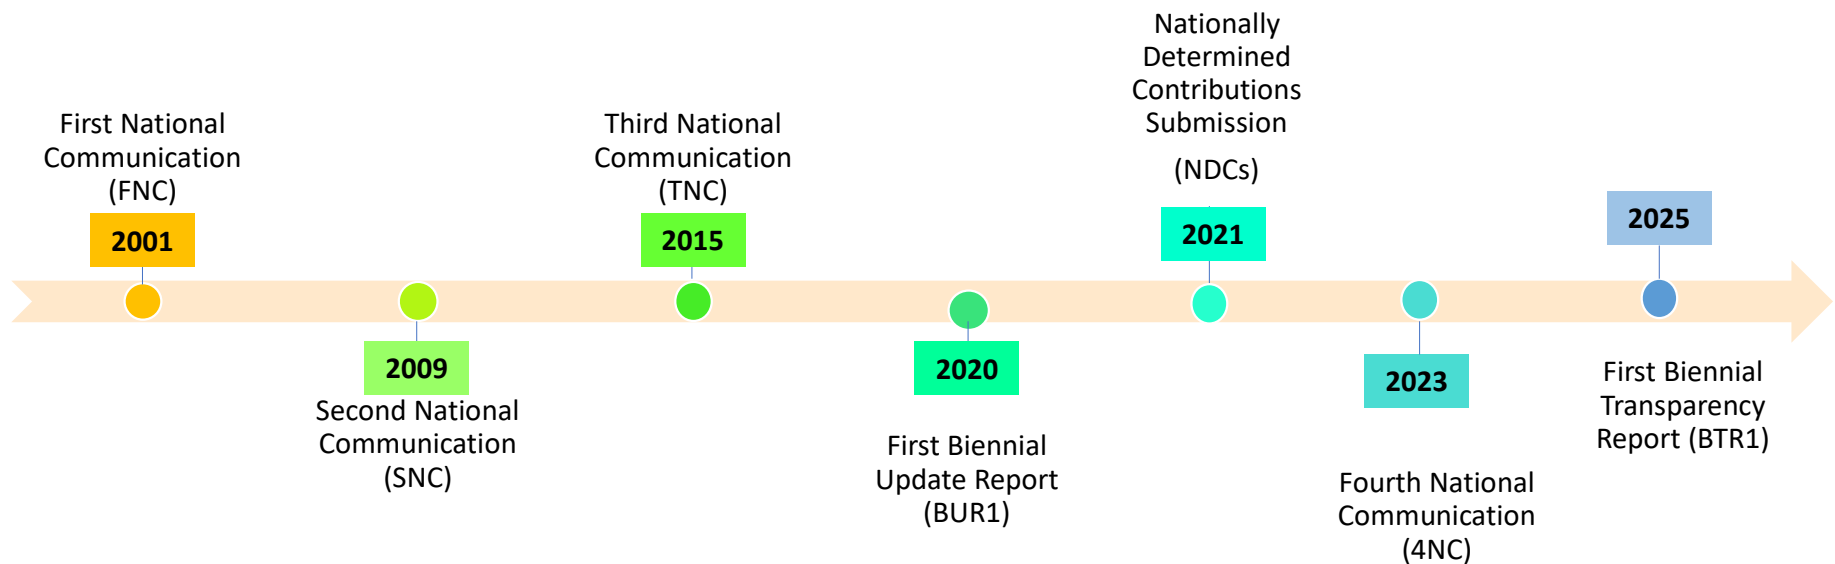 First National
Communication
(FNC)
2001
2009
Second National
Communication
(SNC)
Third National
Communication
(TNC)
2015
2020
First Biennial
Update Report
(BUR1)
Nationally
Determined
Contributions
Submission
(NDCs)
2021
2023
Fourth National
Communication
(4NC)
2025
First Biennial
Transparency
Report (BTR1)